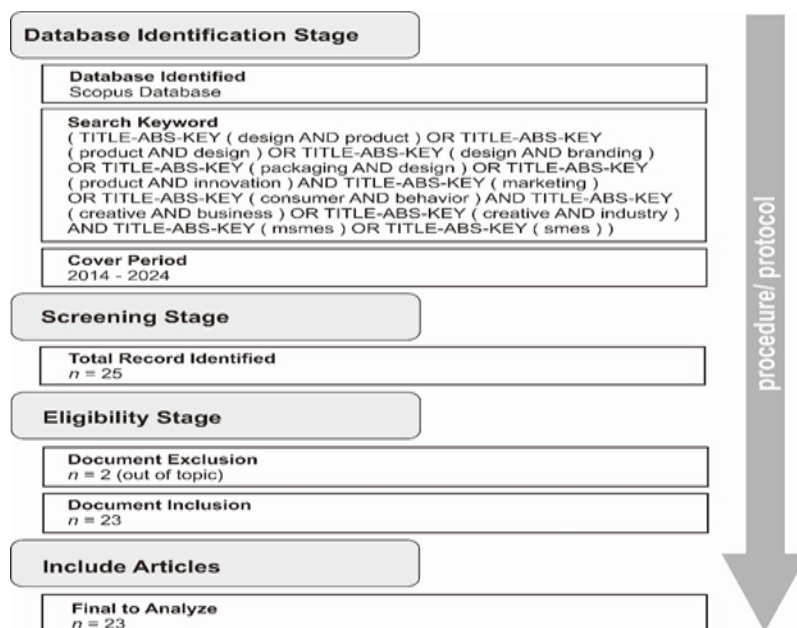 Database Identification Stage
Database Identified
Scopus Database
Search Keyword
( TITLE-ABS-KEY ( design AND product ) OR TITLE-ABS-KEY
( product AND design ) OR TITLE-ABS-KEY ( design AND branding )
OR TITLE-ABS-KEY ( packaging AND design ) OR TITLE-ABS-KEY
( product AND innovation ) AND TITLE-ABS-KEY ( marketing )
OR TITLE-ABS-KEY ( consumer AND behavior ) AND TITLE-ABS-KEY
( creative AND business ) OR TITLE-ABS-KEY ( creative AND industry )
AND TITLE-ABS-KEY ( msmes ) OR TITLE-ABS-KEY ( smes ) )
Cover Period
2014 - 2024
Screening Stage
Total Record Identified
n = 25
Eligibility Stage
Document Exclusion
n = 2 (out of topic)
Document Inclusion
n = 23
Include Articles
Final to Analyze
n = 23
procedure/ protocol